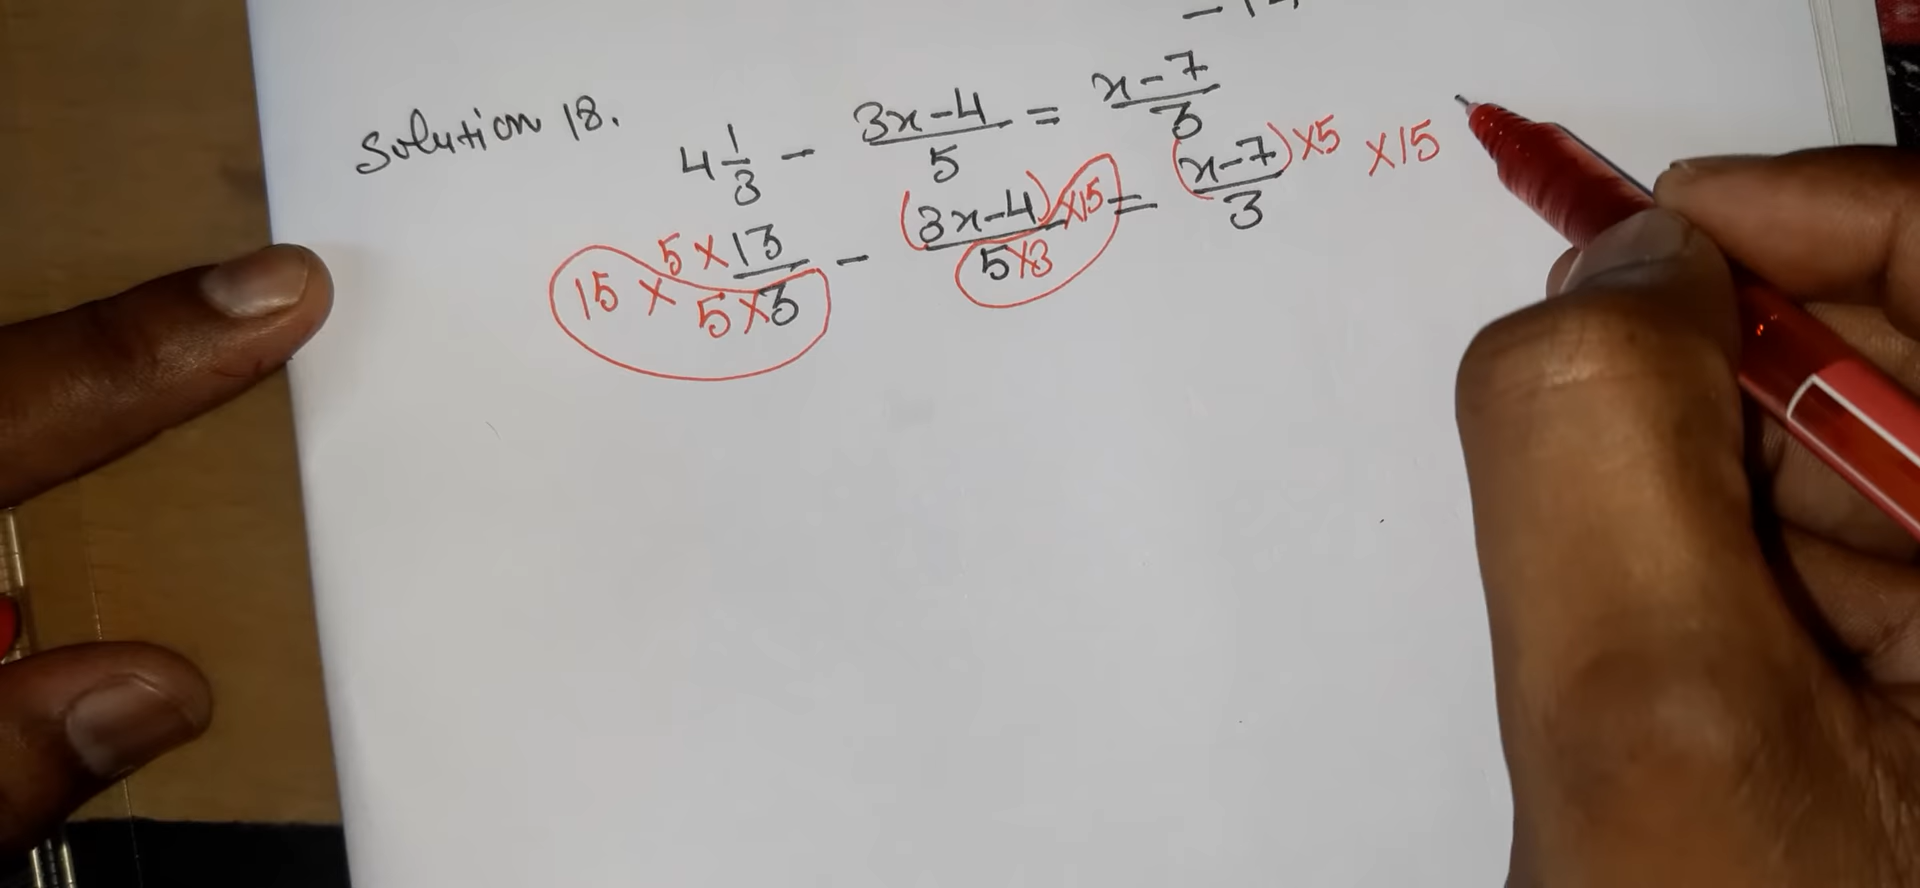 Solution 18. 4 1/3 - (3x-4)/5 = (x-7)/3
15 × (5×13)/(5×3) - ((3x-4)×15)/(5×3) = ((x-7)×5)/3 ×15